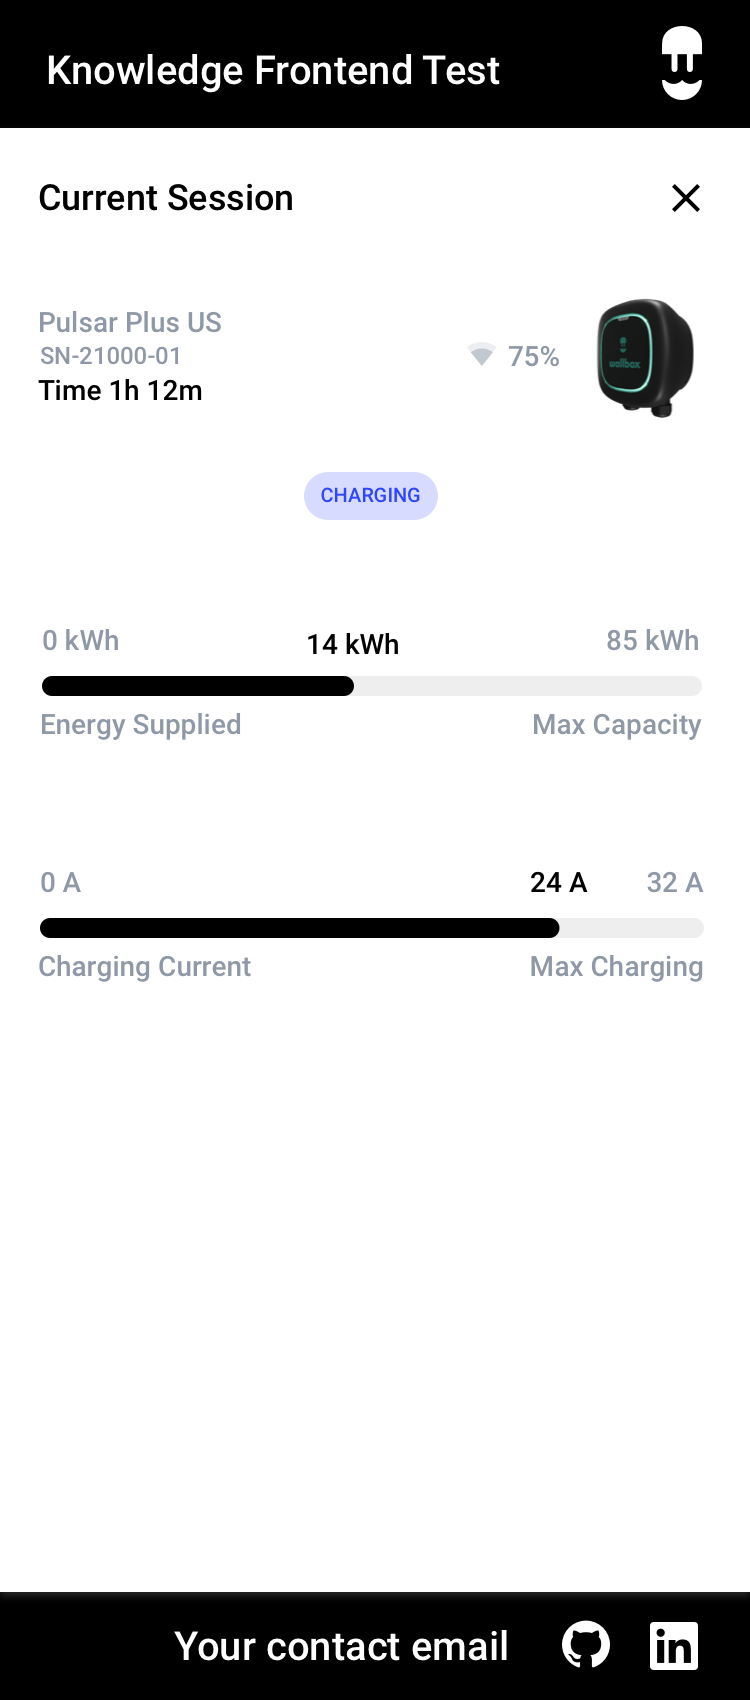 Knowledge Frontend Test
Current Session
Pulsar Plus US
SN-21000-01
Time 1h 12m
75%
wallbox
CHARGING
0 kWh
14 kWh
85 kWh
Energy Supplied
Max Capacity
0 A
24 A
32 A
Charging Current
Max Charging
Your contact email
in